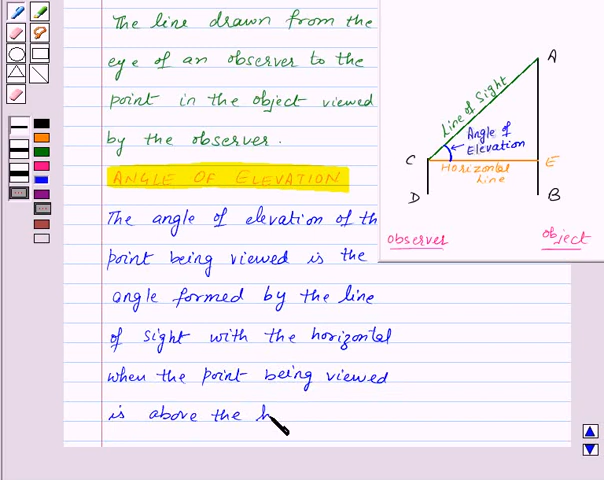 The line drawn from the
eye of an observer to the
point in the object viewed
by the observer.
ANGLE OF ELEVATION
The angle of elevation of th
point being viewed is the
angle formed by the line
of sight with the horizontal
when the point being viewed
is above the h
A
Line of Sight
Angle of
Elevation
C
E
Horizontal
Line
D
B
observer
object